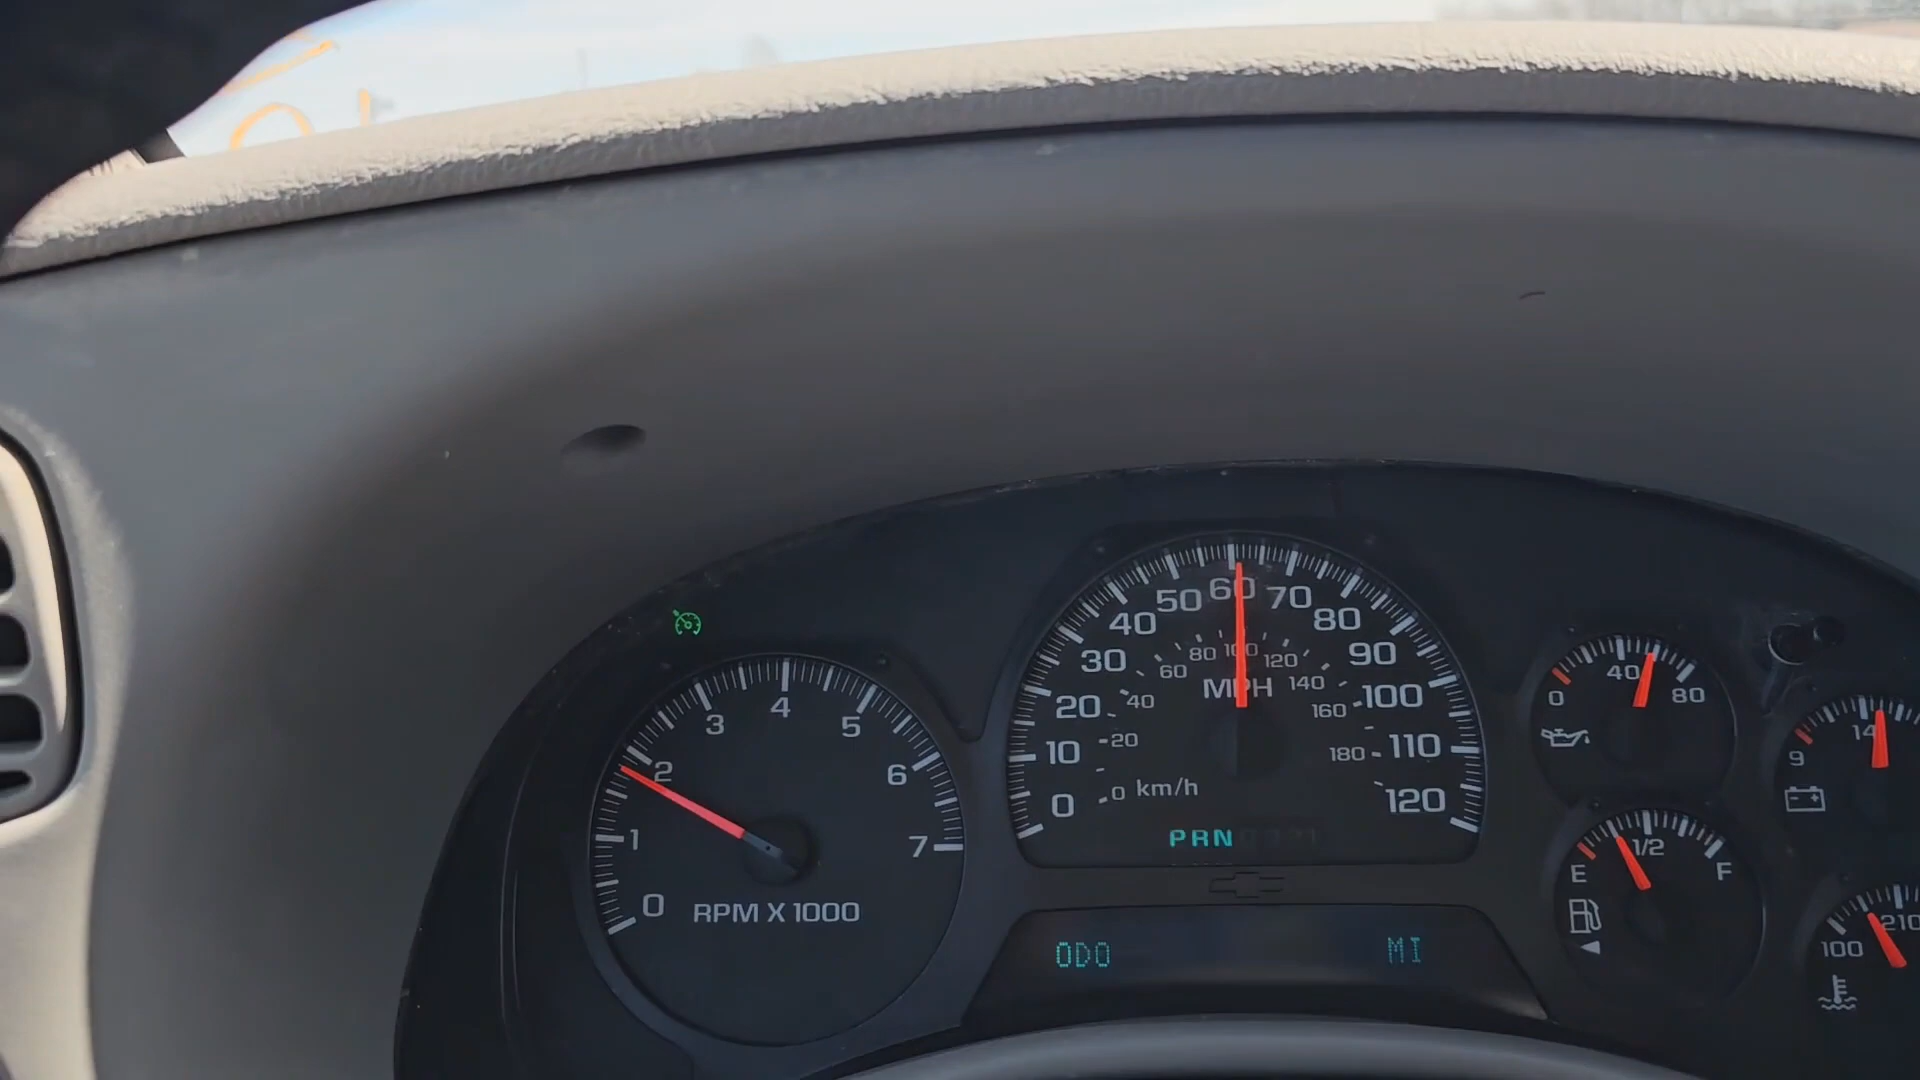 0 1 2 3 4 5 6 7
RPM X 1000
0 10 20 30 40 50 60 70 80 90 100 110 120
MPH
0 20 40 60 80 100 120 140 160 180
km/h
PRN
ODO MI
0 40 80
E 1/2 F
9 14
100 210